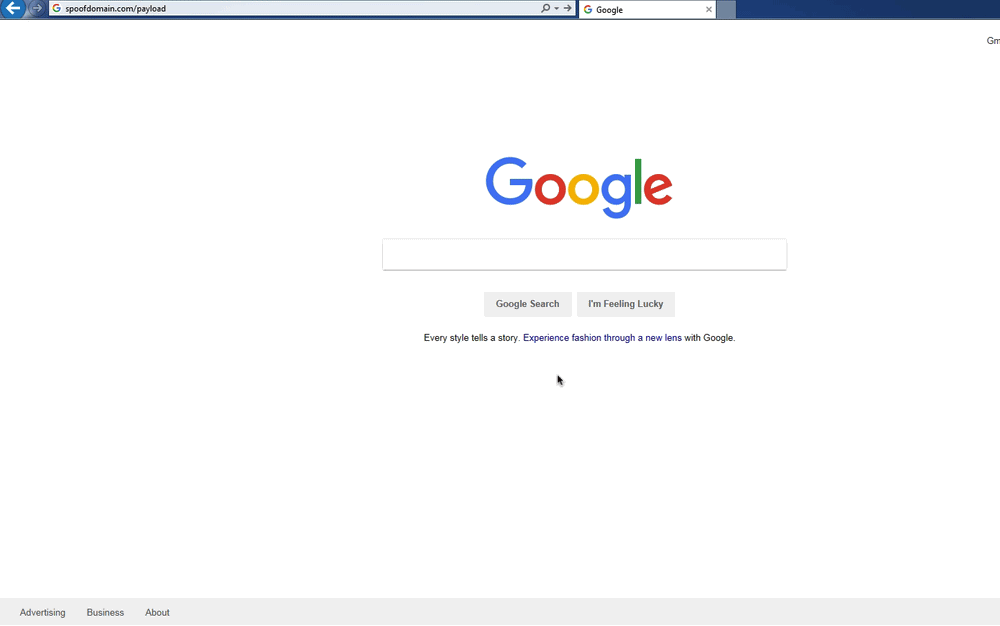 spoofdomain.com/payload
Google
Gm
Google
Google Search
I'm Feeling Lucky
Every style tells a story. Experience fashion through a new lens with Google.
Advertising
Business
About